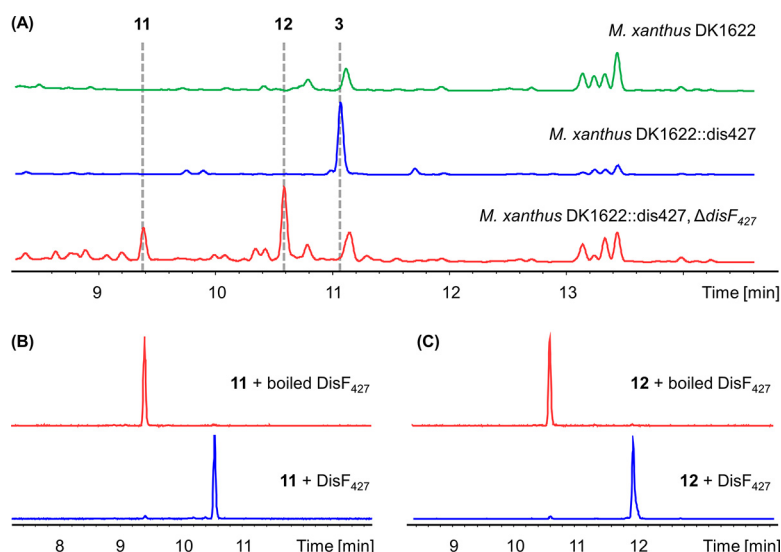 (A) 11 12 3 M. xanthus DK1622
M. xanthus DK1622::dis427
M. xanthus DK1622::dis427, ΔdisF427
9 10 11 12 13 Time [min]
(B) (C)
11 + boiled DisF427 12 + boiled DisF427
11 + DisF427 12 + DisF427
8 9 10 11 Time [min] 9 10 11 12 Time [min]